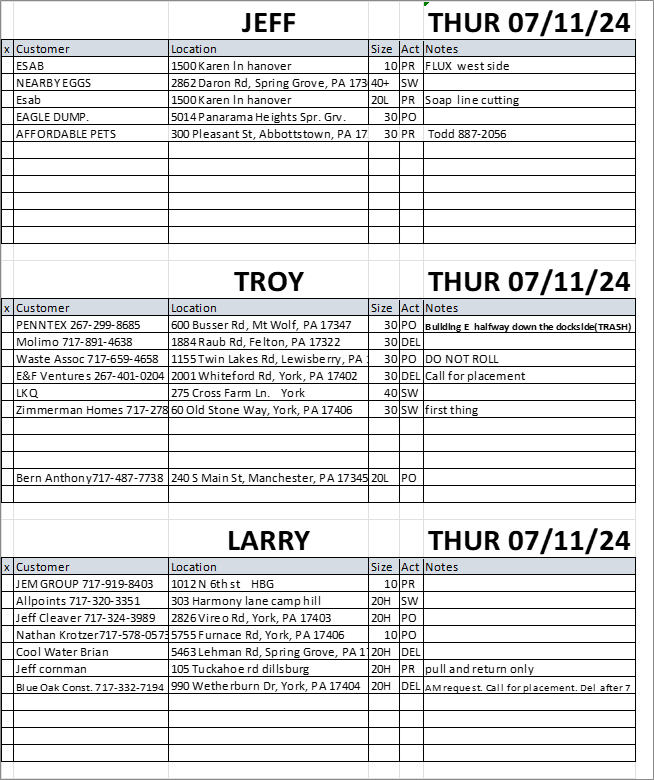 JEFF THUR 07/11/24
x Customer Location Size Act Notes
ESAB 1500 Karen ln hanover 10 PR FLUX west side
NEARBY EGGS 2862 Daron Rd, Spring Grove, PA 173 40+ SW
Esab 1500 Karen ln hanover 20L PR Soap line cutting
EAGLE DUMP. 5014 Panarama Heights Spr. Grv. 30 PO
AFFORDABLE PETS 300 Pleasant St, Abbottstown, PA 17 30 PR Todd 887-2056
TROY THUR 07/11/24
x Customer Location Size Act Notes
PENNTEX 267-299-8685 600 Busser Rd, Mt Wolf, PA 17347 30 PO Building E halfway down the dockside(TRASH)
Molimo 717-891-4638 1884 Raub Rd, Felton, PA 17322 30 DEL
Waste Assoc 717-659-4658 1155 Twin Lakes Rd, Lewisberry, PA 30 PO DO NOT ROLL
E&F Ventures 267-401-0204 2001 Whiteford Rd, York, PA 17402 30 DEL Call for placement
LKQ 275 Cross Farm Ln. York 40 SW
Zimmerman Homes 717-278 60 Old Stone Way, York, PA 17406 30 SW first thing
Bern Anthony717-487-7738 240 S Main St, Manchester, PA 17345 20L PO
LARRY THUR 07/11/24
x Customer Location Size Act Notes
JEM GROUP 717-919-8403 1012 N 6th st HBG 10 PR
Allpoints 717-320-3351 303 Harmony lane camp hill 20H SW
Jeff Cleaver 717-324-3989 2826 Vireo Rd, York, PA 17403 20H PO
Nathan Krotzer717-578-0573 5755 Furnace Rd, York, PA 17406 10 PO
Cool Water Brian 5463 Lehman Rd, Spring Grove, PA 17 20H DEL
Jeff cornman 105 Tuckahoe rd dillsburg 20H PR pull and return only
Blue Oak Const. 717-332-7194 990 Wetherburn Dr, York, PA 17404 20H DEL AM request. Call for placement. Del after 7